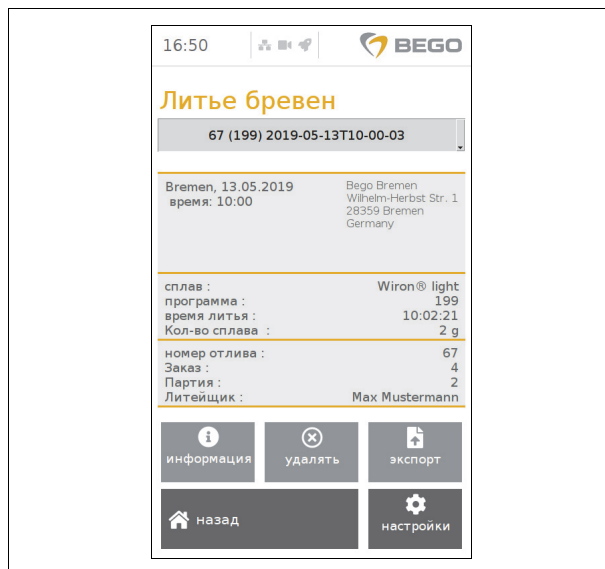 16:50
BEGO
Литье бревен
67 (199) 2019-05-13T10-00-03
Bremen, 13.05.2019
время: 10:00
Bego Bremen
Wilhelm-Herbst Str. 1
28359 Bremen
Germany
сплав : Wiron® light
программа : 199
время литья : 10:02:21
Кол-во сплава : 2 g
номер отлива : 67
Заказ : 4
Партия : 2
Литейщик : Max Mustermann
информация
удалять
экспорт
назад
настройки